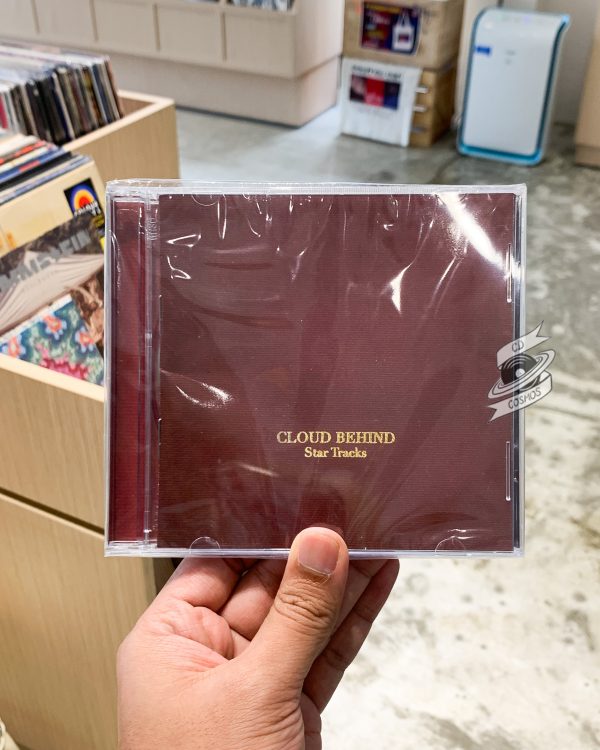 CLOUD BEHIND
Star Tracks
CD
COSMOS